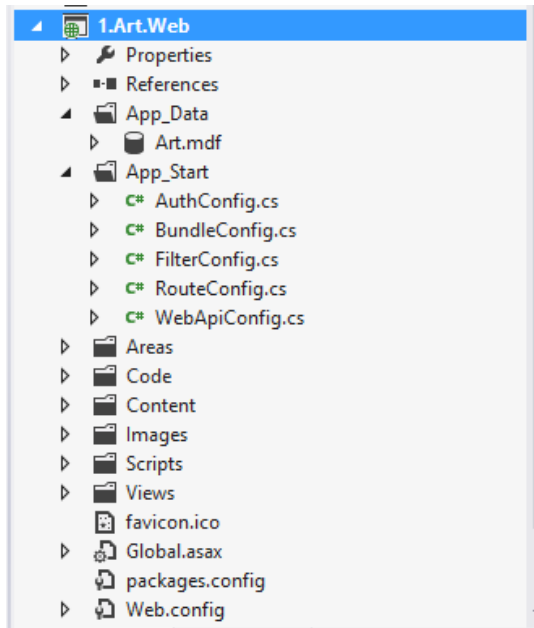 1.Art.Web
Properties
References
App_Data
Art.mdf
App_Start
C# AuthConfig.cs
C# BundleConfig.cs
C# FilterConfig.cs
C# RouteConfig.cs
C# WebApiConfig.cs
Areas
Code
Content
Images
Scripts
Views
favicon.ico
Global.asax
packages.config
Web.config